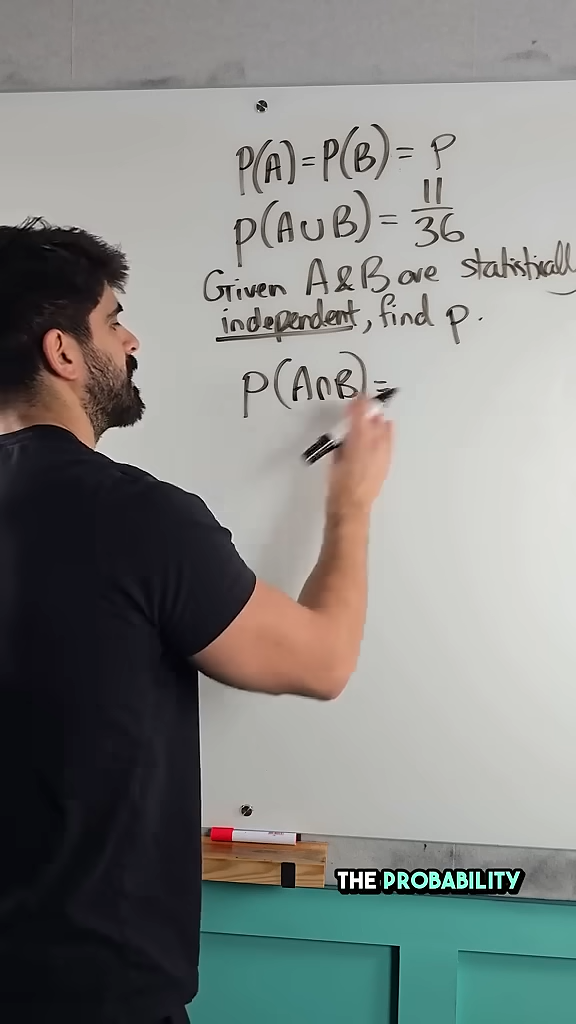 P(A) = P(B) = P
P(A∪B) = 11/36
Given A & B are statistically
independent, find p.
P(A∩B) =
THE PROBABILITY